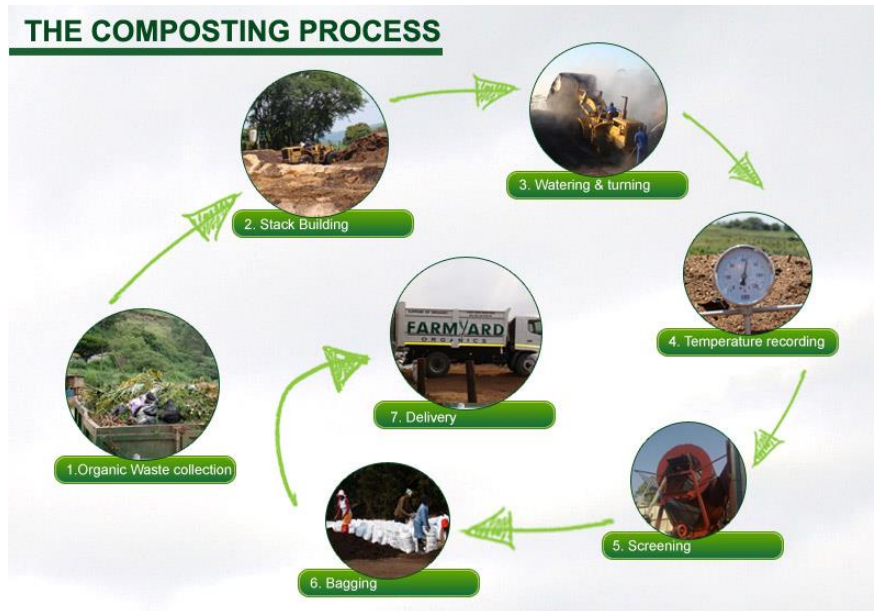 THE COMPOSTING PROCESS
1.Organic Waste collection
2. Stack Building
3. Watering & turning
4. Temperature recording
5. Screening
6. Bagging
7. Delivery
FARMYARD
ORGANICS